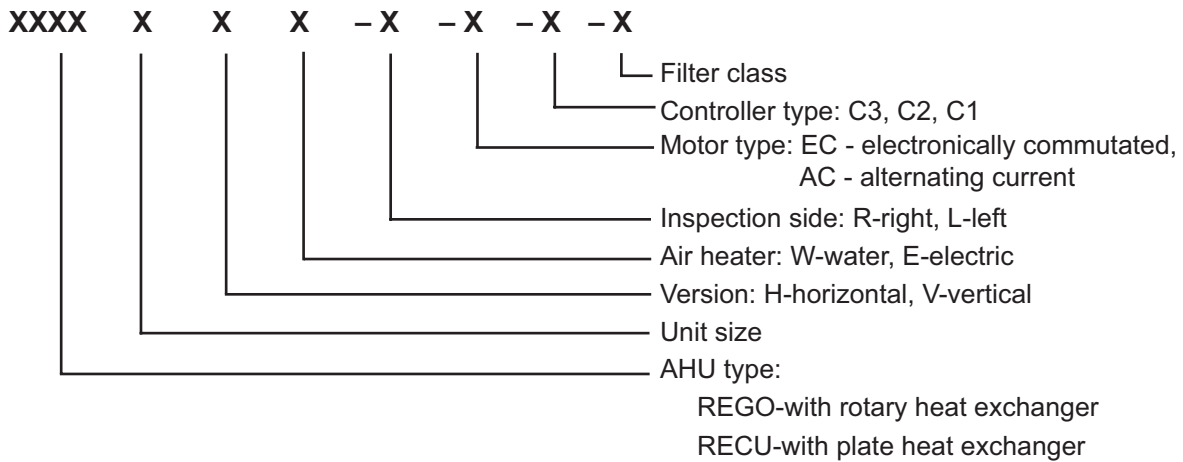 XXXX X X X – X – X – X – X
Filter class
Controller type: C3, C2, C1
Motor type: EC - electronically commutated,
AC - alternating current
Inspection side: R-right, L-left
Air heater: W-water, E-electric
Version: H-horizontal, V-vertical
Unit size
AHU type:
REGO-with rotary heat exchanger
RECU-with plate heat exchanger